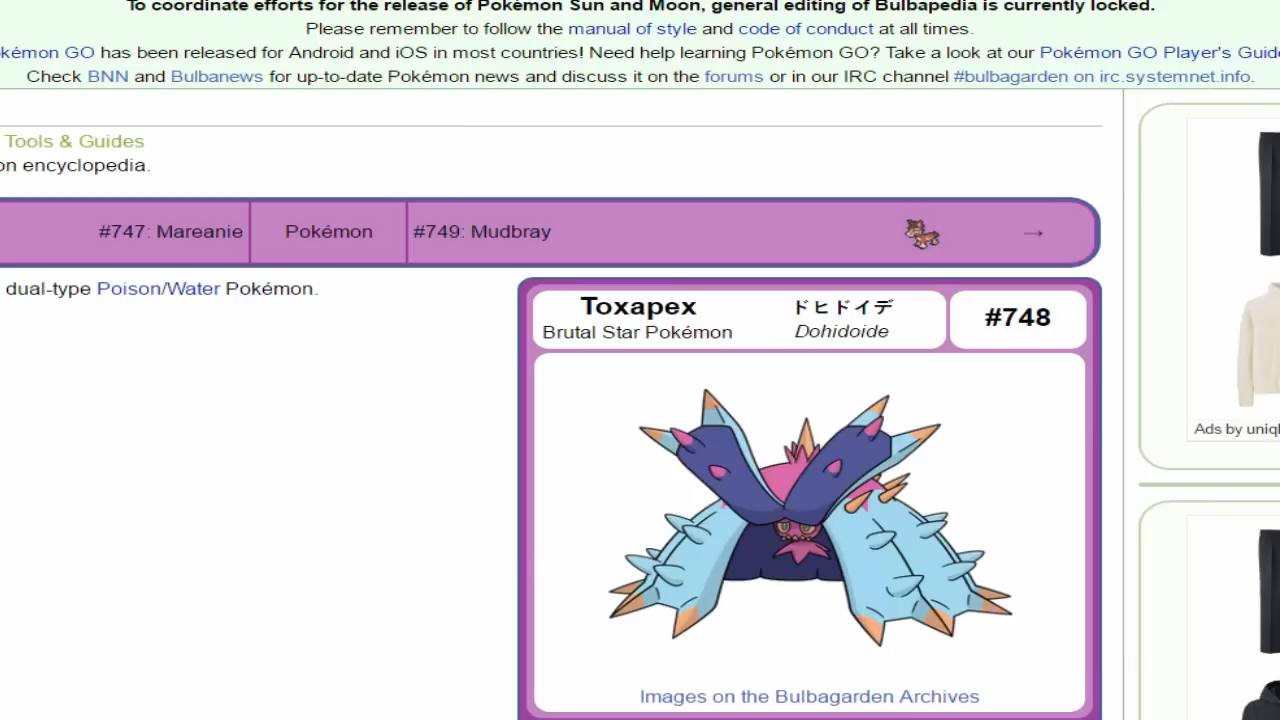 To coordinate efforts for the release of Pokémon Sun and Moon, general editing of Bulbapedia is currently locked.
Please remember to follow the manual of style and code of conduct at all times.
okémon GO has been released for Android and iOS in most countries! Need help learning Pokémon GO? Take a look at our Pokémon GO Player's Guide
Check BNN and Bulbanews for up-to-date Pokémon news and discuss it on the forums or in our IRC channel #bulbagarden on irc.systemnet.info.
Tools & Guides
on encyclopedia.
#747: Mareanie
Pokémon
#749: Mudbray
→
dual-type Poison/Water Pokémon.
Toxapex
ドヒドイデ
#748
Brutal Star Pokémon
Dohidoide
Ads by uniql
Images on the Bulbagarden Archives